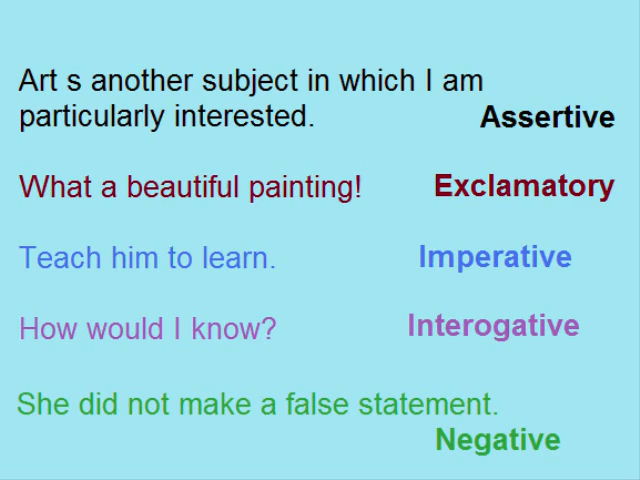 Art s another subject in which I am
particularly interested.
Assertive
What a beautiful painting! Exclamatory
Teach him to learn. Imperative
How would I know? Interogative
She did not make a false statement.
Negative